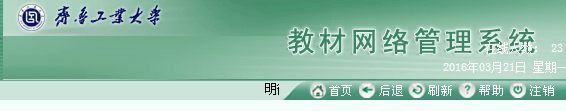 齐鲁工业大学
教材网络管理系统
23
2016年03月21日 星期一
明
首页 后退 刷新 帮助 注销